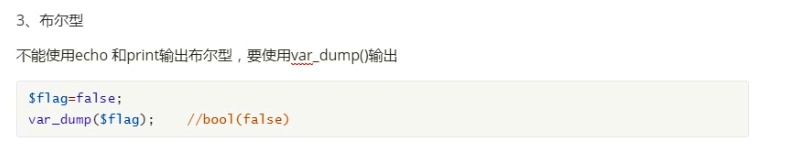 3、布尔型
不能使用echo 和print输出布尔型，要使用var_dump()输出
$flag=false;
var_dump($flag);    //bool(false)